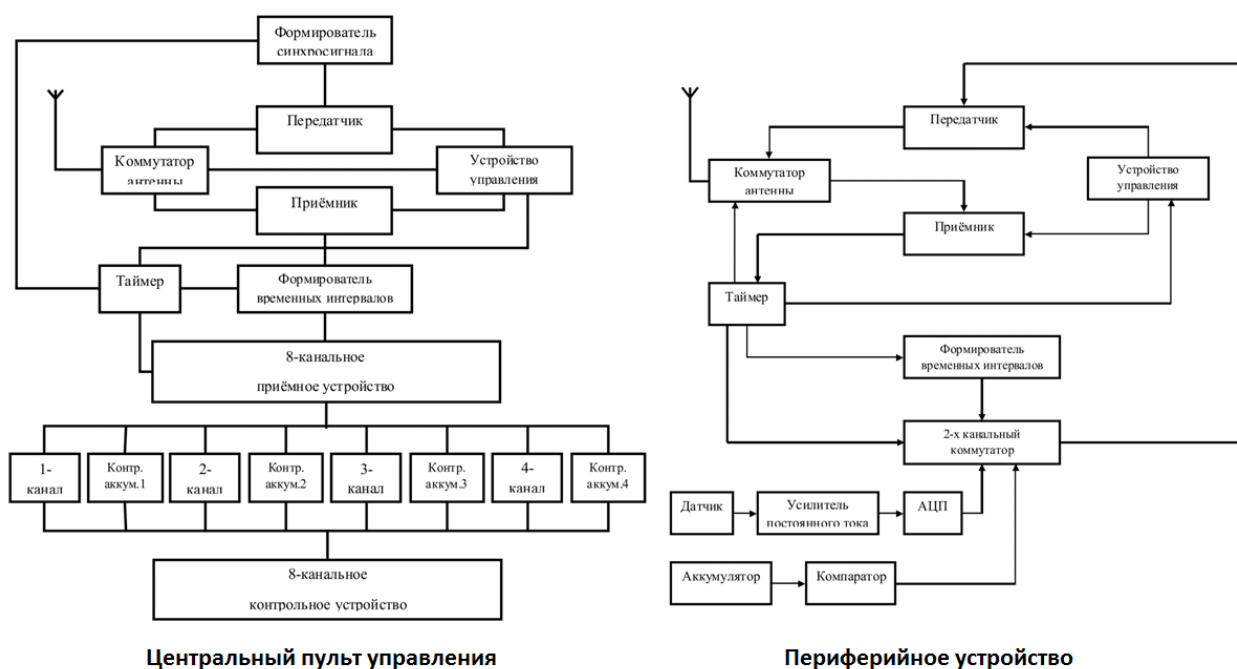 Формирователь
синхросигнала
Передатчик
Коммутатор
антенны
Устройство
управления
Приёмник
Таймер
Формирователь
временных интервалов
8-канальное
приёмное устройство
1-
канал
Контр.
аккум.1
2-
канал
Контр.
аккум.2
3-
канал
Контр.
аккум.3
4-
канал
Контр.
аккум.4
8-канальное
контрольное устройство
Центральный пульт управления
Передатчик
Коммутатор
антенны
Устройство
управления
Приёмник
Таймер
Формирователь
временных интервалов
2-х канальный
коммутатор
Датчик
Усилитель
постоянного тока
АЦП
Аккумулятор
Компаратор
Периферийное устройство